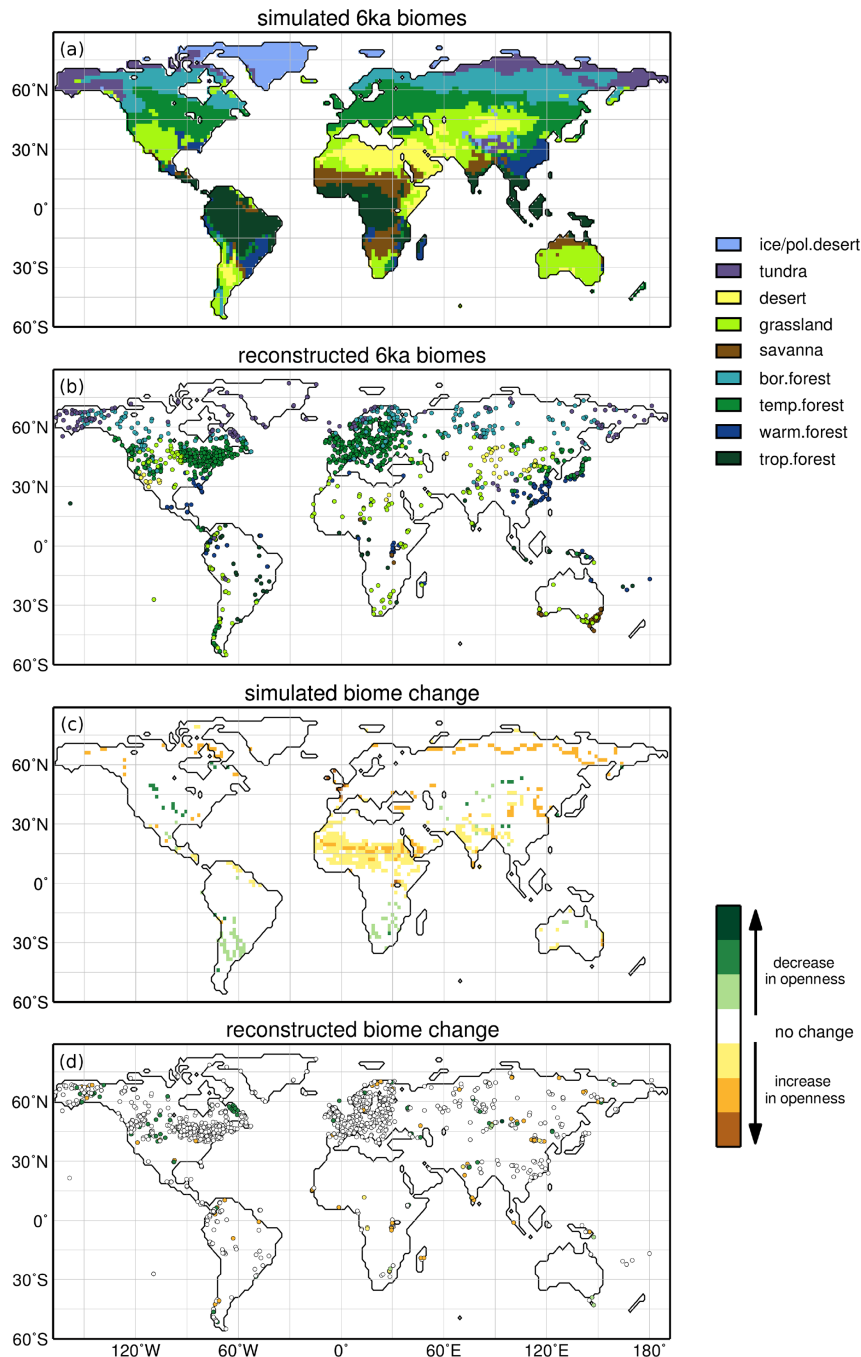 simulated 6ka biomes
(a)
60˚N
30˚N
0˚
30˚S
60˚S
reconstructed 6ka biomes
(b)
60˚N
30˚N
0˚
30˚S
60˚S
ice/pol.desert
tundra
desert
grassland
savanna
bor.forest
temp.forest
warm.forest
trop.forest
simulated biome change
(c)
60˚N
30˚N
0˚
30˚S
60˚S
reconstructed biome change
(d)
60˚N
30˚N
0˚
30˚S
60˚S
120˚W
60˚W
0˚
60˚E
120˚E
180˚
decrease
in openness
no change
increase
in openness